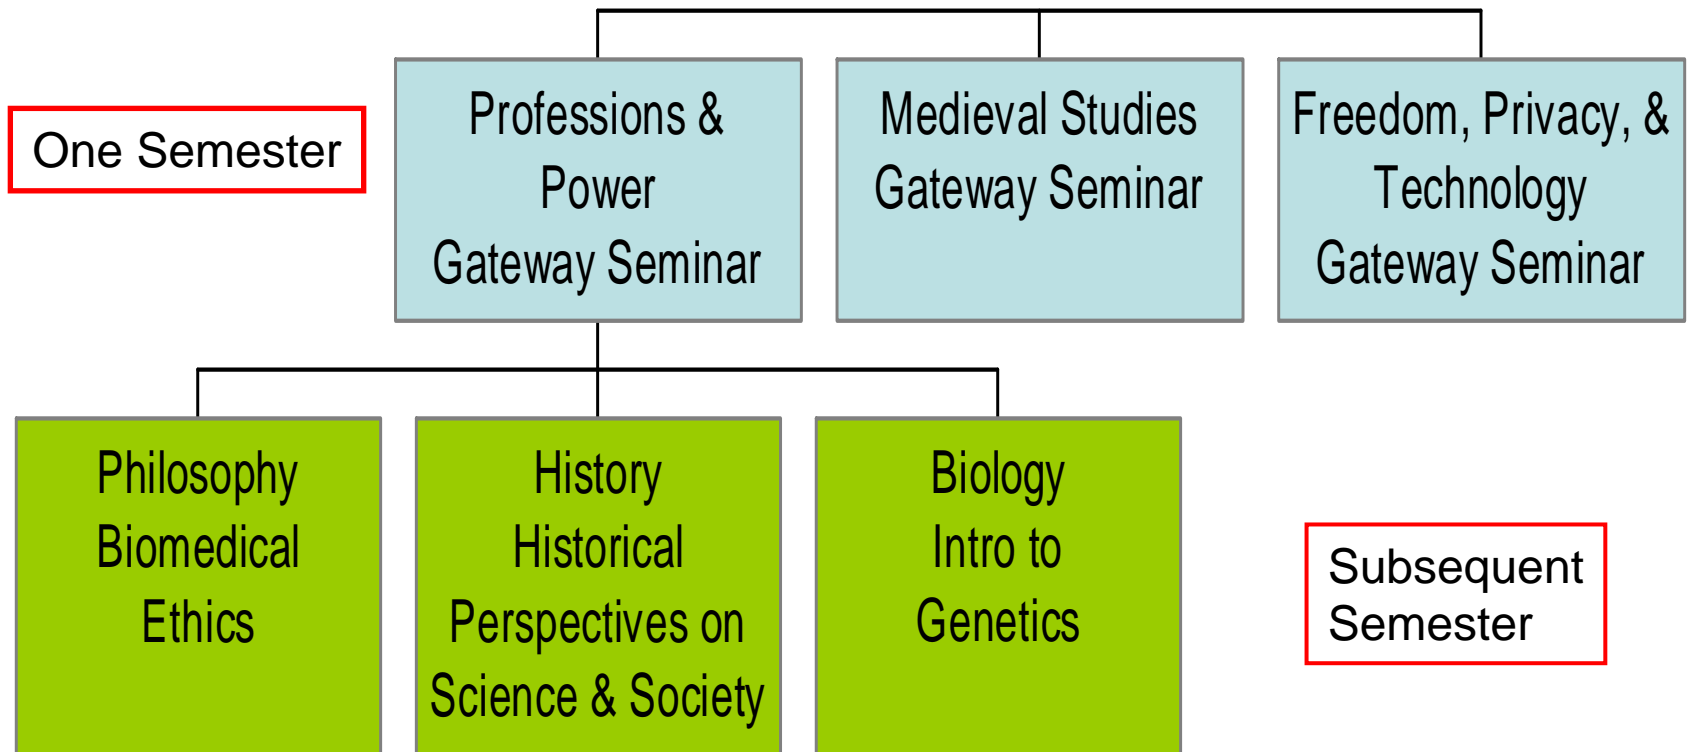 One Semester
Professions &
Power
Gateway Seminar
Medieval Studies
Gateway Seminar
Freedom, Privacy, &
Technology
Gateway Seminar
Philosophy
Biomedical
Ethics
History
Historical
Perspectives on
Science & Society
Biology
Intro to
Genetics
Subsequent
Semester